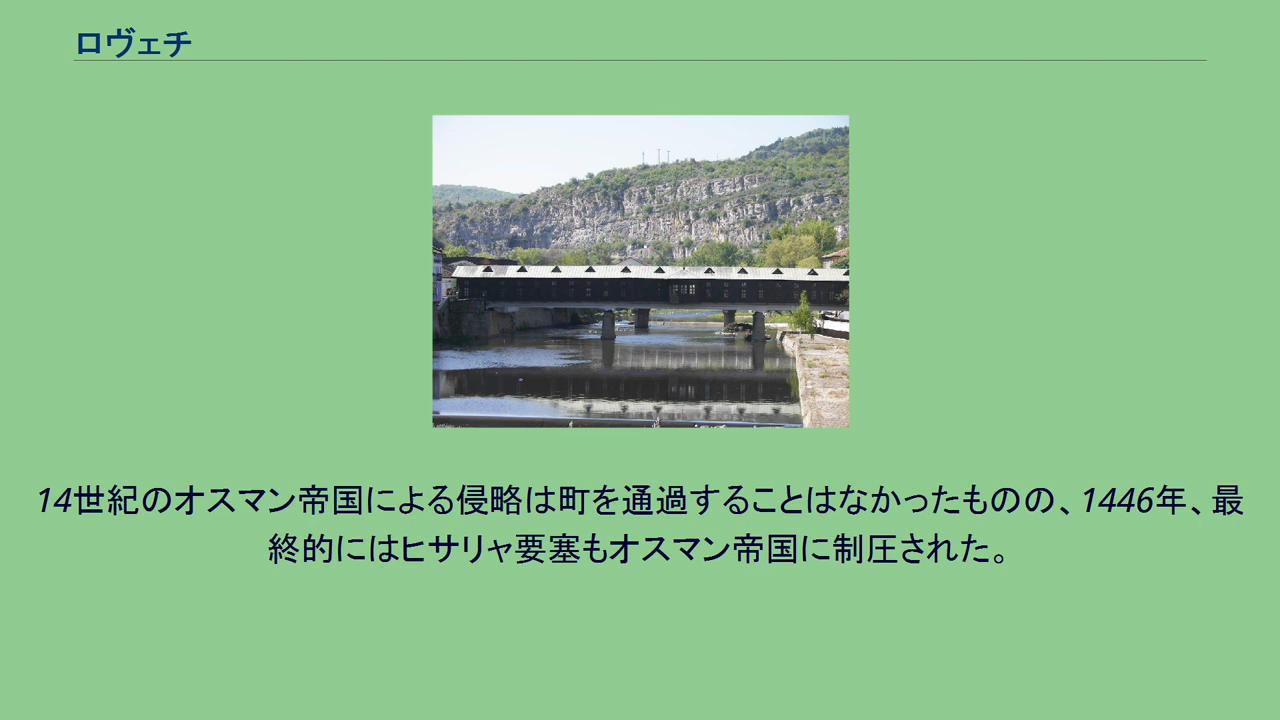 ロヴェチ
14世紀のオスマン帝国による侵略は町を通過することはなかったものの、1446年、最
終的にはヒサリャ要塞もオスマン帝国に制圧された。